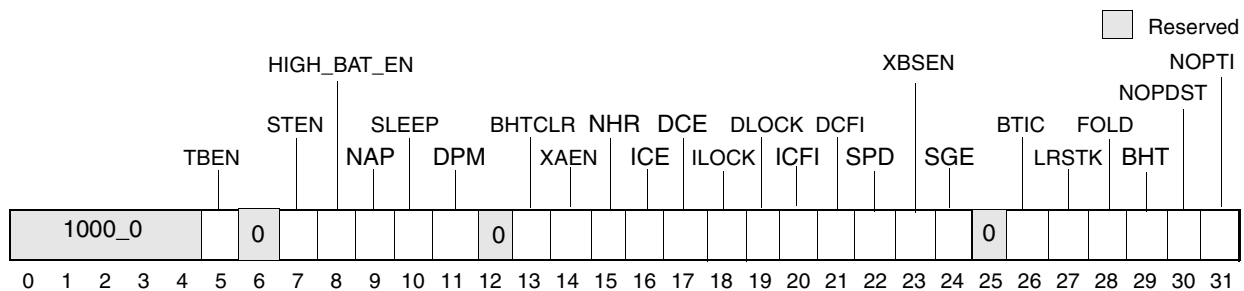 Reserved
HIGH_BAT_EN XBSEN NOPTI
NOPDST
STEN SLEEP BHTCLR NHR DCE DLOCK DCFI BTIC FOLD
TBEN NAP DPM XAEN ICE ILOCK ICFI SPD SGE LRSTK BHT
1000_0 0 0 0
0 1 2 3 4 5 6 7 8 9 10 11 12 13 14 15 16 17 18 19 20 21 22 23 24 25 26 27 28 29 30 31